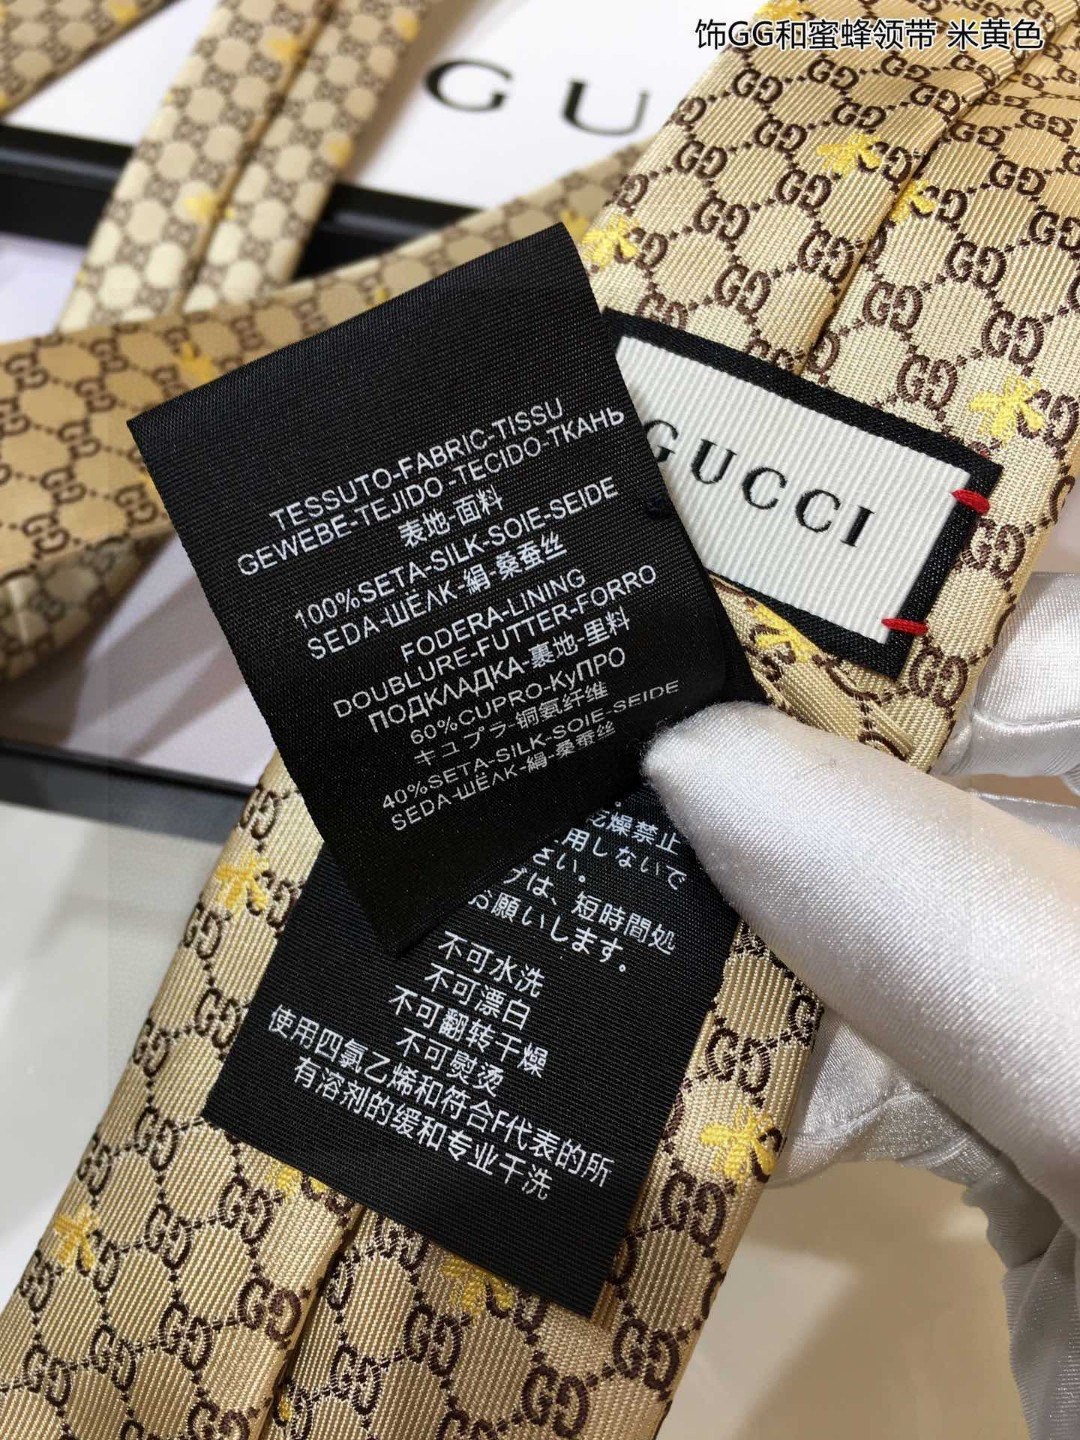 饰GG和蜜蜂领带 米黄色
GU
GUCCI
TESSUTO-FABRIC-TISSU
GEWEBE-TEJIDO-TECIDO-ТКАНЬ
表地-面料
100%SETA-SILK-SOIE-SEIDE
SEDA-ШЁЛК-絹-桑蚕丝
FODERA-LINING
DOUBLURE-FUTTER-FORRO
ПОДКЛАДКА-裏地-里料
60%CUPRO-КУПРО
キュプラ-铜氨纤维
40%SETA-SILK-SOIE-SEIDE
SEDA-ШЁЛК-絹-桑蚕丝
乾燥禁止
用しないで
さい。
グは、短時間処
お願いします。
不可水洗
不可漂白
不可翻转干燥
不可熨烫
使用四氯乙烯和符合F代表的所
有溶剂的缓和专业干洗